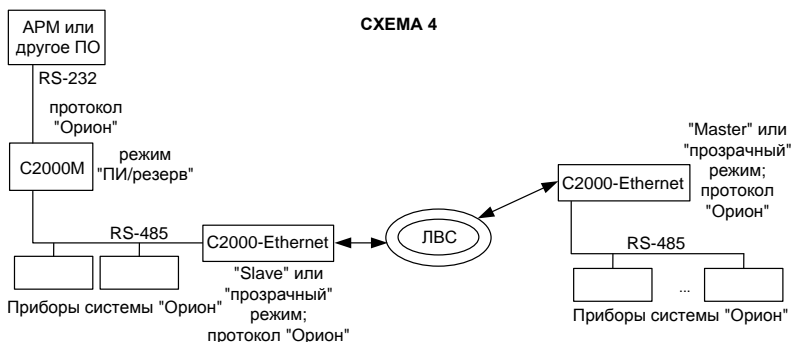 СХЕМА 4
АРМ или
другое ПО
RS-232
протокол
"Орион"
С2000М
режим
"ПИ/резерв"
RS-485
С2000-Ethernet
"Slave" или
"прозрачный"
режим;
протокол "Орион"
Приборы системы "Орион"
ЛВС
"Master" или
"прозрачный"
режим;
протокол
"Орион"
С2000-Ethernet
RS-485
...
Приборы системы "Орион"